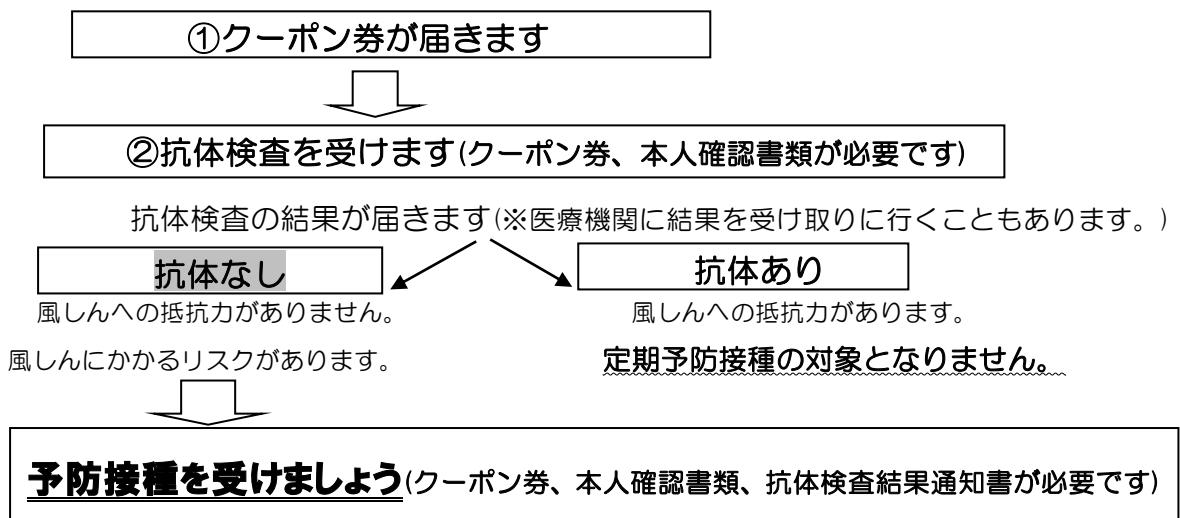 ①クーポン券が届きます
②抗体検査を受けます(クーポン券、本人確認書類が必要です)
抗体検査の結果が届きます(※医療機関に結果を受け取りに行くこともあります。)
抗体なし
風しんへの抵抗力がありません。
風しんにかかるリスクがあります。
抗体あり
風しんへの抵抗力があります。
定期予防接種の対象となりません。
予防接種を受けましょう(クーポン券、本人確認書類、抗体検査結果通知書が必要です)